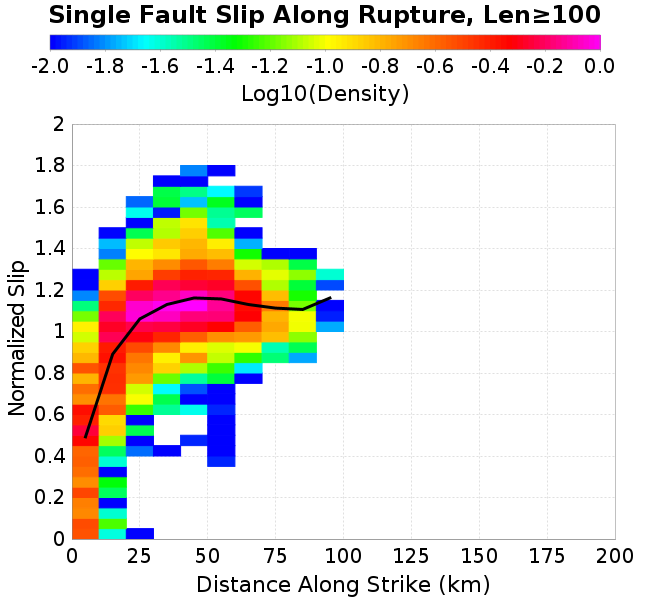 Single Fault Slip Along Rupture, Len≥100
-2.0 -1.8 -1.6 -1.4 -1.2 -1.0 -0.8 -0.6 -0.4 -0.2 0.0
Log10(Density)
2
1.8
1.6
1.4
1.2
1
0.8
0.6
0.4
0.2
0
Normalized Slip
0 25 50 75 100 125 150 175 200
Distance Along Strike (km)